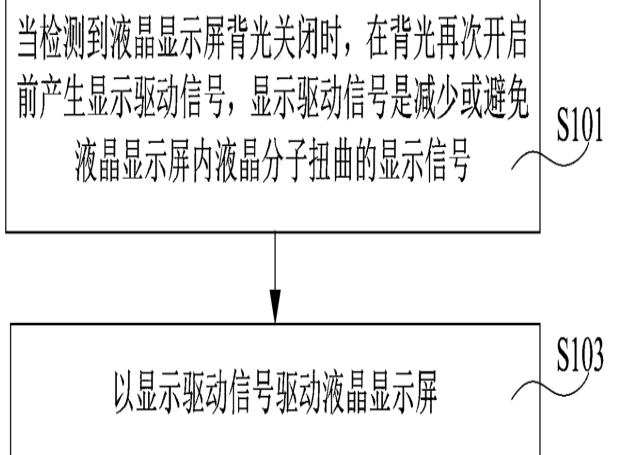 当检测到液晶显示屏背光关闭时，在背光再次开启
前产生显示驱动信号，显示驱动信号是减少或避免
液晶显示屏内液晶分子扭曲的显示信号
S101
以显示驱动信号驱动液晶显示屏
S103